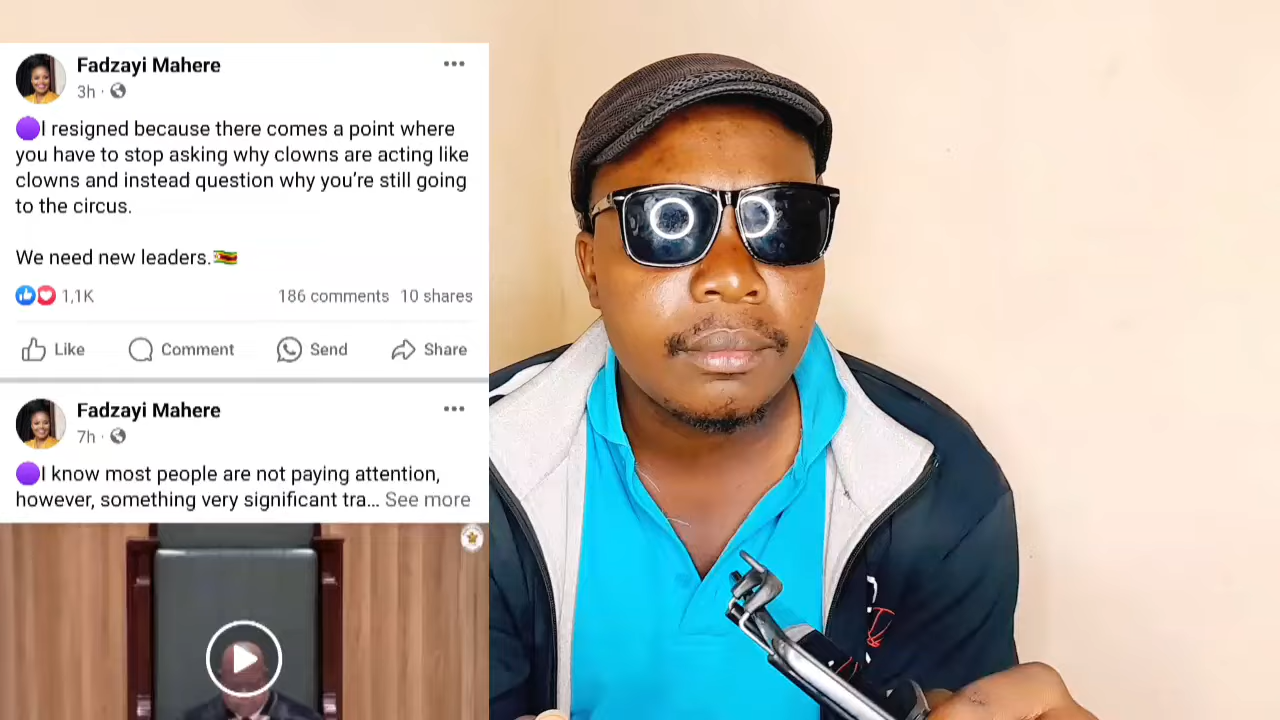 Fadzayi Mahere
3h ·
I resigned because there comes a point where
you have to stop asking why clowns are acting like
clowns and instead question why you’re still going
to the circus.
We need new leaders.🇿🇼
1,1K 186 comments 10 shares
Like Comment Send Share
Fadzayi Mahere
7h ·
I know most people are not paying attention,
however, something very significant tra... See more